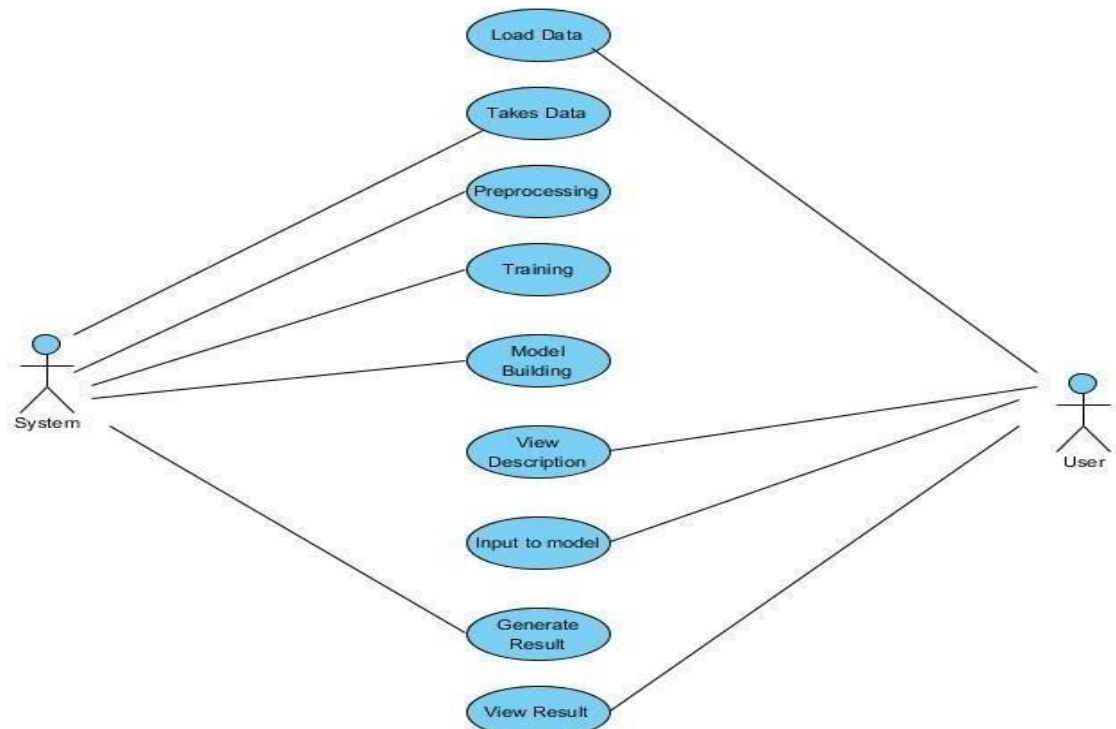 Load Data
Takes Data
Preprocessing
Training
Model
Building
System
View
Description
User
Input to model
Generate
Result
View Result